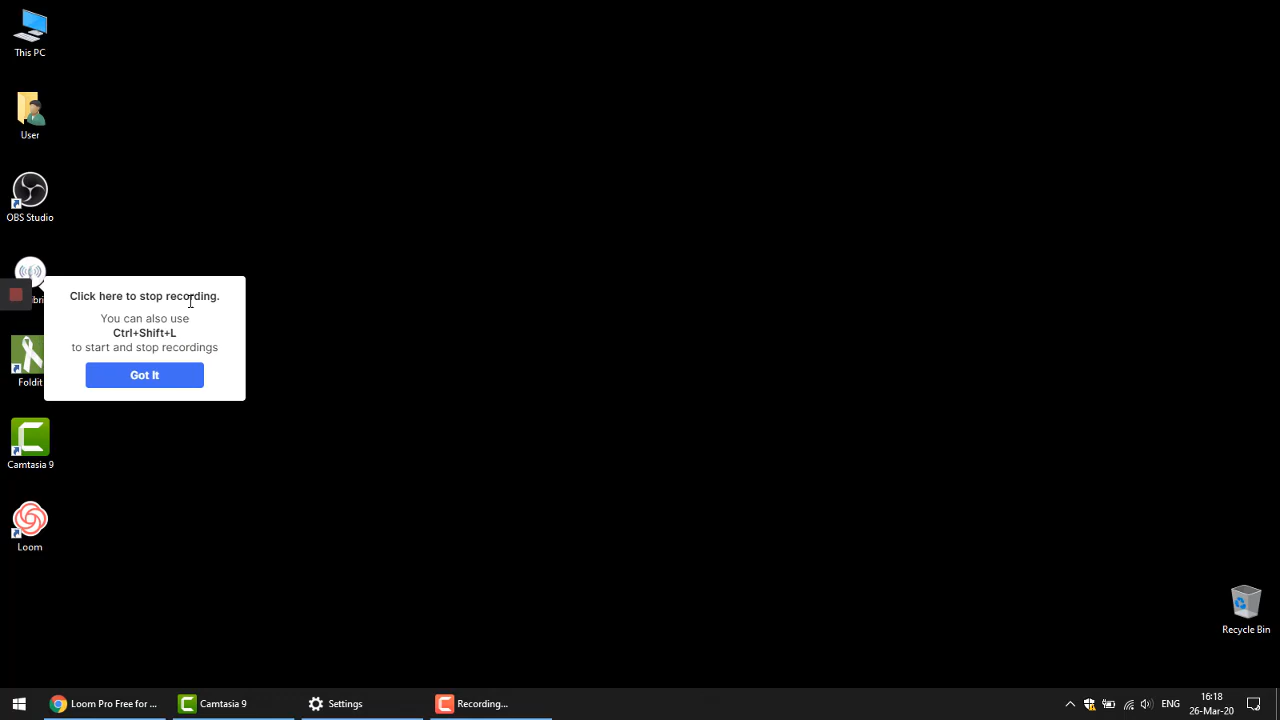 This PC
User
OBS Studio
Click here to stop recording.
You can also use
Ctrl+Shift+L
to start and stop recordings
Got It
Foldit
Camtasia 9
Loom
Recycle Bin
Loom Pro Free for ...
Camtasia 9
Settings
Recording...
ENG
16:18
26-Mar-20